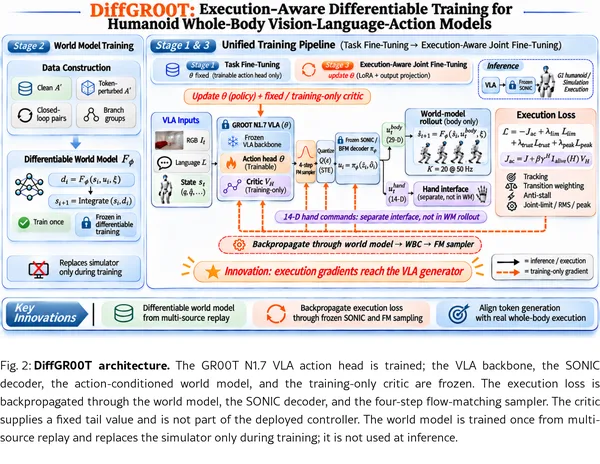 DiffGROOT: Execution-Aware Differentiable Training for
Humanoid Whole-Body Vision-Language-Action Models
Stage 2 World Model Training
Data Construction
Clean A*
Token-perturbed A*
Closed-loop pairs
Branch groups
Differentiable World Model Fϕ
di = Fϕ(si, ui, ξ)
si+1 = Integrate (si, di)
Train once
Frozen in differentiable training
Replaces simulator only during training
Stage 1 & 3 Unified Training Pipeline (Task Fine-Tuning → Execution-Aware Joint Fine-Tuning)
Stage 1 Task Fine-Tuning
θ fixed (trainable action head only)
Stage 3 Execution-Aware Joint Fine-Tuning
update θ (LoRA + output projection)
Inference
VLA
Frozen SONIC
G1 humanoid / Simulation Execution
Update θ (policy) + fixed / training-only critic
VLA Inputs
RGB It
Language L
State st
(q, q̇, ...)
GR00T N1.7 VLA (θ)
Frozen VLA backbone
Action head θ (Trainable)
Critic VH (Training-only)
4-step FM sampler
Quantize Q(ẑ) (STE)
Frozen SONIC / BFM decoder πφ
(29-D)
(14-D)
World-model rollout (body only)
K = 20 @ 50 Hz
Hand interface
(separate, not in WM)
14-D hand commands: separate interface, not in WM rollout
Execution Loss
Tracking
Transition weighting
Anti-stall
Joint-limit/ RMS / peak
Backpropagate through world model → WBC → FM sampler
Innovation: execution gradients reach the VLA generator
= inference / execution
= training-only gradient
Key Innovations
Differentiable world model from multi-source replay
Backpropagate execution loss through frozen SONIC and FM sampling
Align token generation with real whole-body execution
Fig. 2: DiffGR00T architecture. The GR00T N1.7 VLA action head is trained; the VLA backbone, the SONIC
decoder, the action-conditioned world model, and the training-only critic are frozen. The execution loss is
backpropagated through the world model, the SONIC decoder, and the four-step flow-matching sampler. The critic
supplies a fixed tail value and is not part of the deployed controller. The world model is trained once from multi-
source replay and replaces the simulator only during training; it is not used at inference.